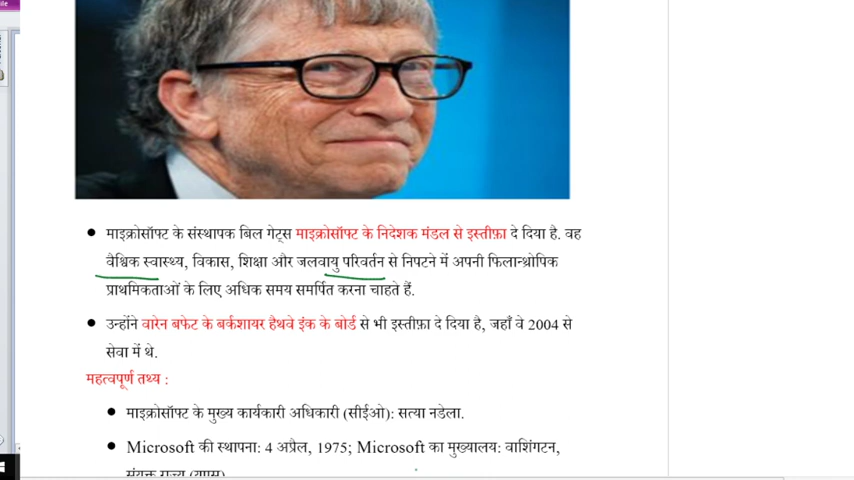 माइक्रोसॉफ्ट के संस्थापक बिल गेट्स माइक्रोसॉफ्ट के निदेशक मंडल से इस्तीफ़ा दे दिया है. वह
वैश्विक स्वास्थ्य, विकास, शिक्षा और जलवायु परिवर्तन से निपटने में अपनी फिलान्थ्रोपिक
प्राथमिकताओं के लिए अधिक समय समर्पित करना चाहते हैं.
उन्होंने वारेन बफेट के बर्कशायर हैथवे इंक के बोर्ड से भी इस्तीफ़ा दे दिया है, जहाँ वे 2004 से
सेवा में थे.
महत्वपूर्ण तथ्य :
माइक्रोसॉफ्ट के मुख्य कार्यकारी अधिकारी (सीईओ): सत्या नडेला.
Microsoft की स्थापना: 4 अप्रैल, 1975; Microsoft का मुख्यालय: वाशिंगटन,
संयुक्त राज्य (यूएस)